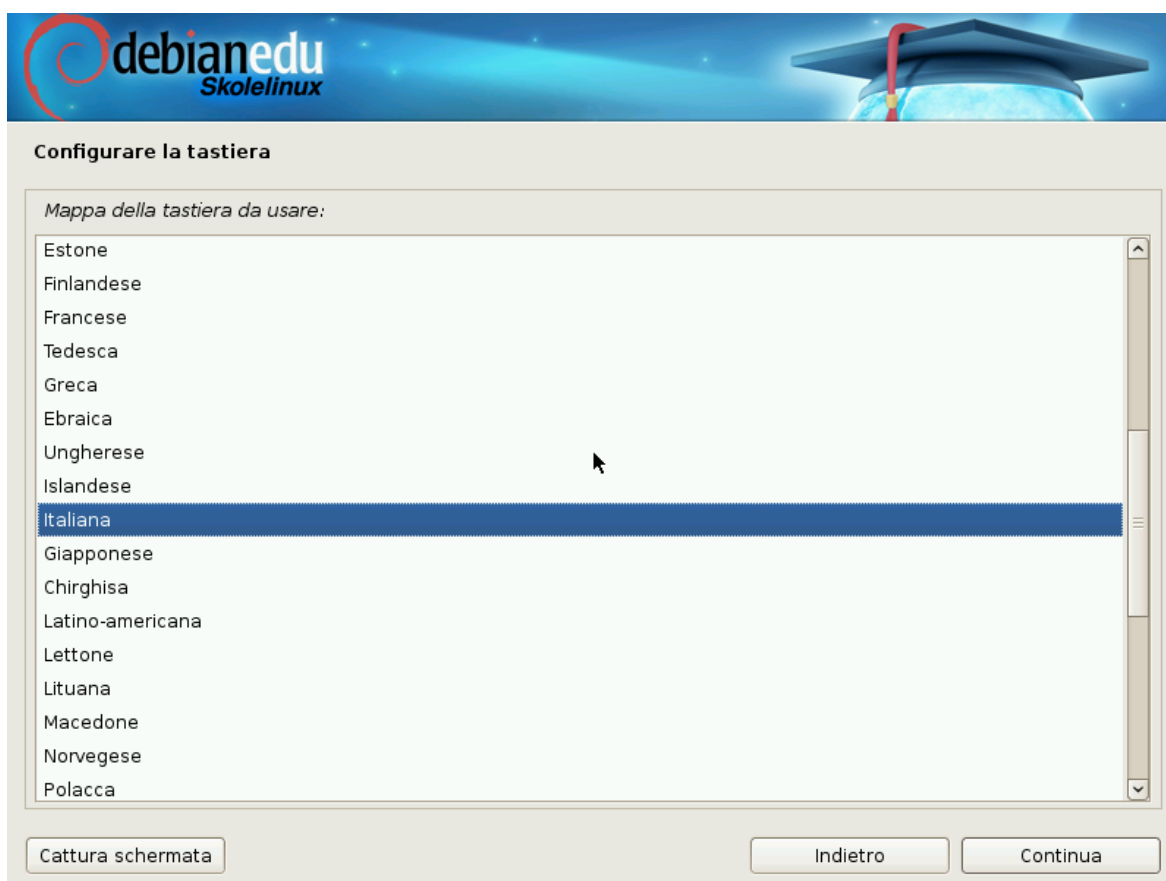 debianedu
Skolelinux
Configurare la tastiera
Mappa della tastiera da usare:
Estone
Finlandese
Francese
Tedesca
Greca
Ebraica
Ungherese
Islandese
Italiana
Giapponese
Chirghisa
Latino-americana
Lettone
Lituana
Macedone
Norvegese
Polacca
Cattura schermata
Indietro
Continua